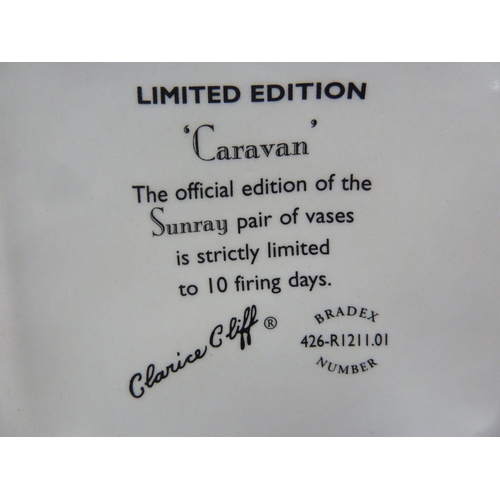 LIMITED EDITION
‘Caravan’
The official edition of the
Sunray pair of vases
is strictly limited
to 10 firing days.
Clarice Cliff ®
BRADEX
426-R1211.01
NUMBER